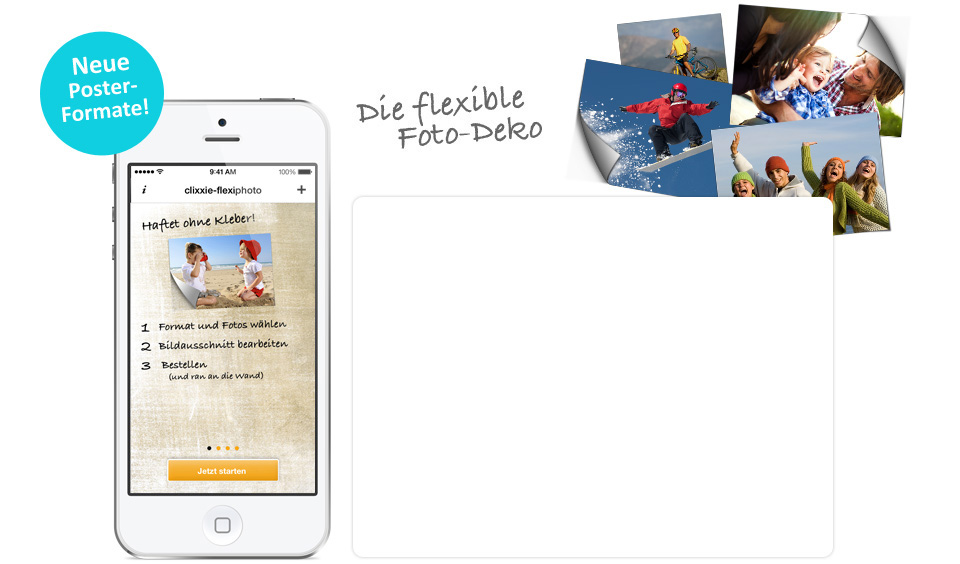 Neue
Poster-
Formate!
Die flexible
Foto-Deko
9:41 AM
100%
i
clixxie-flexiphoto
+
Haftet ohne Kleber!
1 Format und Fotos wählen
2 Bildausschnitt bearbeiten
3 Bestellen
(und ran an die Wand)
Jetzt starten